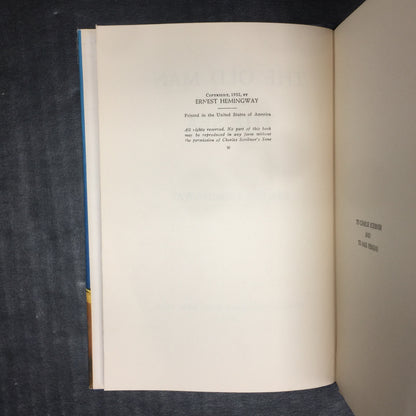 COPYRIGHT, 1952, BY
ERNEST HEMINGWAY
Printed in the United States of America
All rights reserved. No part of this book
may be reproduced in any form without
the permission of Charles Scribner's Sons
TO CHARLIE SCRIBNER
AND
TO MAX PERKINS